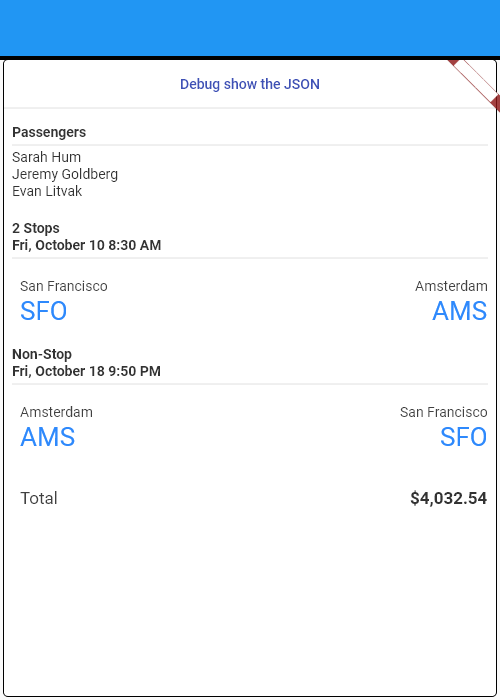 Debug show the JSON
Passengers
Sarah Hum
Jeremy Goldberg
Evan Litvak
2 Stops
Fri, October 10 8:30 AM
San Francisco Amsterdam
SFO AMS
Non-Stop
Fri, October 18 9:50 PM
Amsterdam San Francisco
AMS SFO
Total $4,032.54